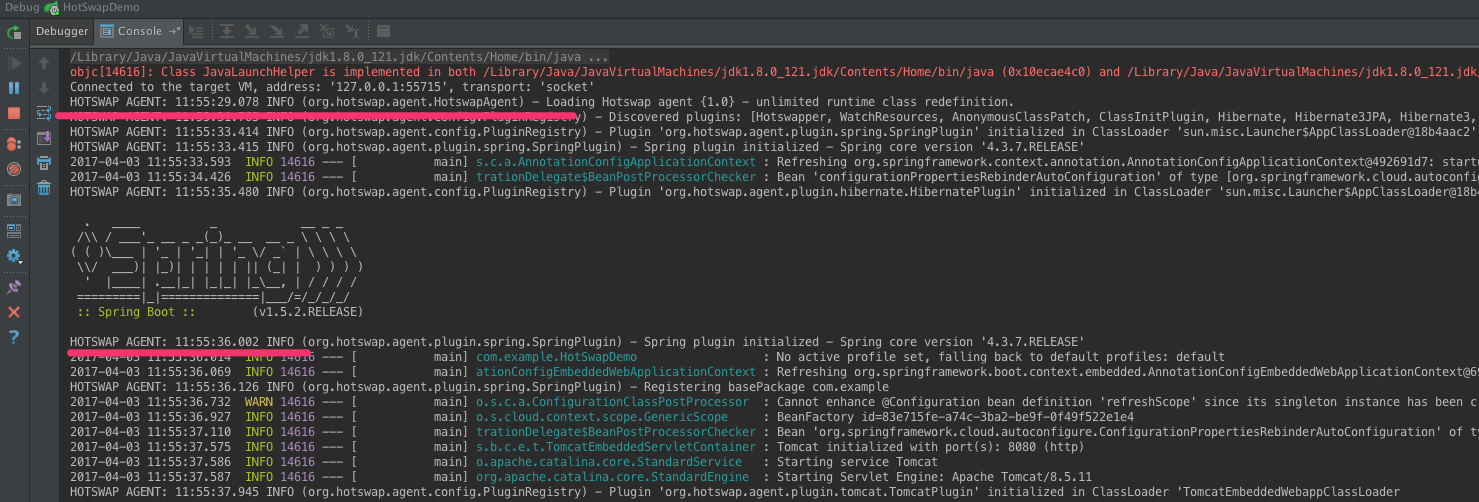 Debug HotSwapDemo
Debugger Console
/Library/Java/JavaVirtualMachines/jdk1.8.0_121.jdk/Contents/Home/bin/java ...
objc[14616]: Class JavaLaunchHelper is implemented in both /Library/Java/JavaVirtualMachines/jdk1.8.0_121.jdk/Contents/Home/bin/java (0x10ecae4c0) and /Library/Java/JavaVirtualMachines/jdk1.8.0_121.jdk
Connected to the target VM, address: '127.0.0.1:55715', transport: 'socket'
HOTSWAP AGENT: 11:55:29.078 INFO (org.hotswap.agent.HotswapAgent) - Loading Hotswap agent {1.0} - unlimited runtime class redefinition.
HOTSWAP AGENT: INFO (org.hotswap.agent.config.PluginRegistry) - Discovered plugins: [Hotswapper, WatchResources, AnonymousClassPatch, ClassInitPlugin, Hibernate, Hibernate3JPA, Hibernate3,
HOTSWAP AGENT: 11:55:33.414 INFO (org.hotswap.agent.config.PluginRegistry) - Plugin 'org.hotswap.agent.plugin.spring.SpringPlugin' initialized in ClassLoader 'sun.misc.Launcher$AppClassLoader@18b4aac2'
HOTSWAP AGENT: 11:55:33.415 INFO (org.hotswap.agent.plugin.spring.SpringPlugin) - Spring plugin initialized - Spring core version '4.3.7.RELEASE'
2017-04-03 11:55:33.593 INFO 14616 --- [ main] s.c.a.AnnotationConfigApplicationContext : Refreshing org.springframework.context.annotation.AnnotationConfigApplicationContext@492691d7: startu
2017-04-03 11:55:34.426 INFO 14616 --- [ main] trationDelegate$BeanPostProcessorChecker : Bean 'configurationPropertiesRebinderAutoConfiguration' of type [org.springframework.cloud.autoconfig
HOTSWAP AGENT: 11:55:35.480 INFO (org.hotswap.agent.config.PluginRegistry) - Plugin 'org.hotswap.agent.plugin.hibernate.HibernatePlugin' initialized in ClassLoader 'sun.misc.Launcher$AppClassLoader@18b4
:: Spring Boot :: (v1.5.2.RELEASE)
HOTSWAP AGENT: 11:55:36.002 INFO (org.hotswap.agent.plugin.spring.SpringPlugin) - Spring plugin initialized - Spring core version '4.3.7.RELEASE'
2017-04-03 11:55:36.014 INFO 14616 --- [ main] com.example.HotSwapDemo : No active profile set, falling back to default profiles: default
2017-04-03 11:55:36.069 INFO 14616 --- [ main] ationConfigEmbeddedWebApplicationContext : Refreshing org.springframework.boot.context.embedded.AnnotationConfigEmbeddedWebApplicationContext@69
HOTSWAP AGENT: 11:55:36.126 INFO (org.hotswap.agent.plugin.spring.SpringPlugin) - Registering basePackage com.example
2017-04-03 11:55:36.732 WARN 14616 --- [ main] o.s.c.a.ConfigurationClassPostProcessor : Cannot enhance @Configuration bean definition 'refreshScope' since its singleton instance has been c
2017-04-03 11:55:36.927 INFO 14616 --- [ main] o.s.cloud.context.scope.GenericScope : BeanFactory id=83e715fe-a74c-3ba2-be9f-0f49f522e1e4
2017-04-03 11:55:37.110 INFO 14616 --- [ main] trationDelegate$BeanPostProcessorChecker : Bean 'org.springframework.cloud.autoconfigure.ConfigurationPropertiesRebinderAutoConfiguration' of ty
2017-04-03 11:55:37.575 INFO 14616 --- [ main] s.b.c.e.t.TomcatEmbeddedServletContainer : Tomcat initialized with port(s): 8080 (http)
2017-04-03 11:55:37.586 INFO 14616 --- [ main] o.apache.catalina.core.StandardService : Starting service Tomcat
2017-04-03 11:55:37.587 INFO 14616 --- [ main] org.apache.catalina.core.StandardEngine : Starting Servlet Engine: Apache Tomcat/8.5.11
HOTSWAP AGENT: 11:55:37.945 INFO (org.hotswap.agent.config.PluginRegistry) - Plugin 'org.hotswap.agent.plugin.tomcat.TomcatPlugin' initialized in ClassLoader 'TomcatEmbeddedWebappClassLoader